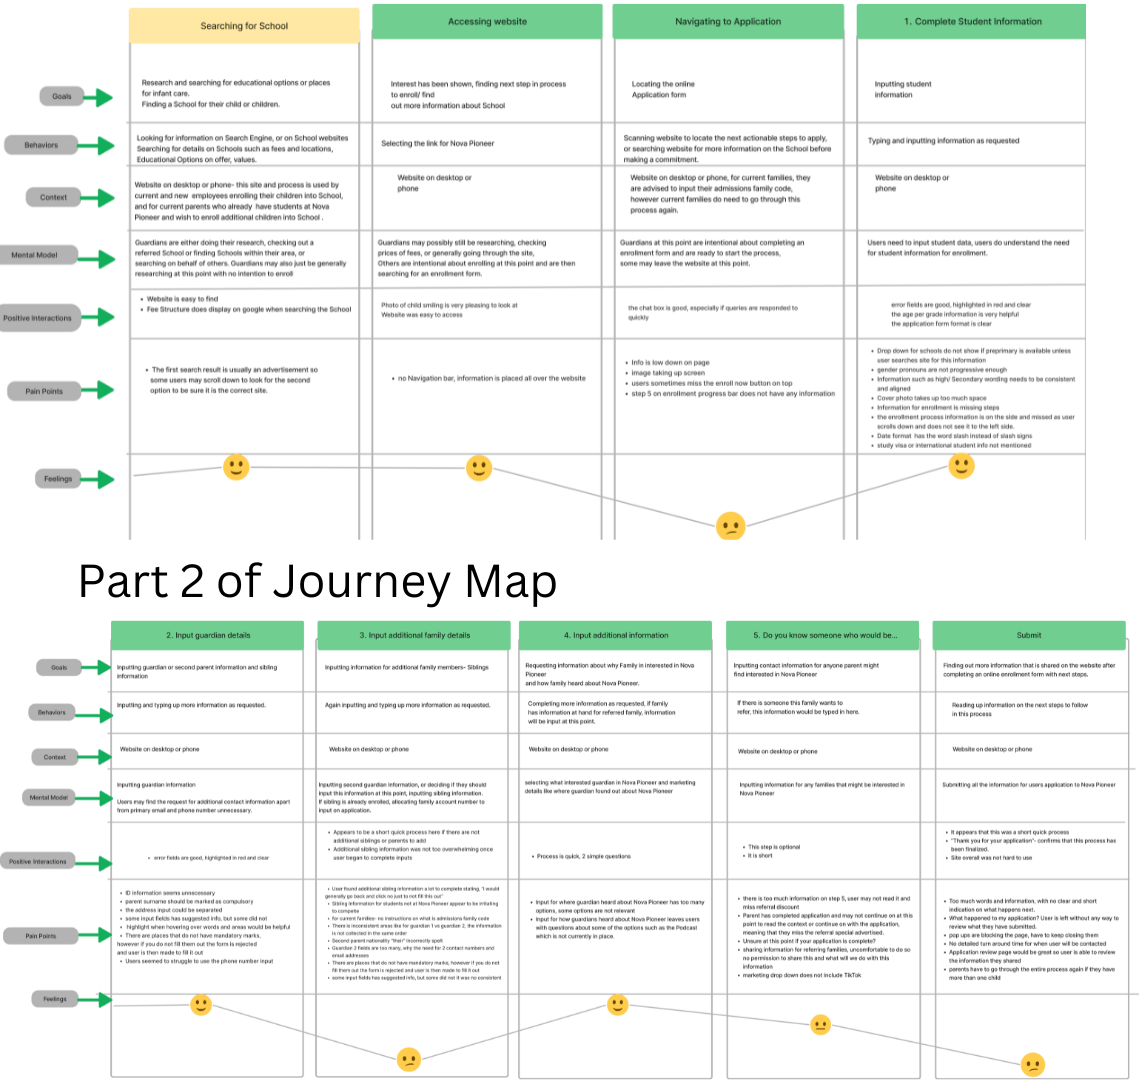 Searching for School
Accessing website
Navigating to Application
1. Complete Student Information
Goals
Research and searching for educational options or places
for infant care.
Finding a School for their child or children.
Interest has been shown, finding next step in process
to enroll/ find
out more information about School
Locating the online
Application form
Inputting student
information
Behaviors
Looking for information on Search Engine, or on School websites
Searching for details on Schools such as fees and locations,
Educational Options on offer, values.
Selecting the link for Nova Pioneer
Scanning website to locate the next actionable steps to apply,
or searching website for more information on the School before
making a commitment.
Typing and inputting information as requested
Context
Website on desktop or phone- this site and process is used by
current and new employees enrolling their children into School,
and for current parents who already have students at Nova
Pioneer and wish to enroll additional children into School .
Website on desktop or
phone
Website on desktop or phone, for current families, they
are advised to input their admissions family code,
however current families do need to go through this
process again.
Website on desktop or
phone
Mental Model
Guardians are either doing their research, checking out a
referred School or finding Schools within their area, or
searching on behalf of others. Guardians may also just be generally
researching at this point with no intention to enroll
Guardians may possibly still be researching, checking
prices of fees, or generally going through the site,
Others are intentional about enrolling at this point and are then
searching for an enrollment form.
Guardians at this point are intentional about completing an
enrollment form and are ready to start the process,
some may leave the website at this point.
Users need to input student data, users do understand the need
for student information for enrollment.
Positive Interactions
• Website is easy to find
• Fee Structure does display on google when searching the School
Photo of child smiling is very pleasing to look at
Website was easy to access
the chat box is good, especially if queries are responded to
quickly
error fields are good, highlighted in red and clear
the age per grade information is very helpful
the application form format is clear
Pain Points
• The first search result is usually an advertisement so
some users may scroll down to look for the second
option to be sure it is the correct site.
• no Navigation bar, information is placed all over the website
• Info is low down on page
• image taking up screen
• users sometimes miss the enroll now button on top
• step 5 on enrollment progress bar does not have any information
• Drop down for schools do not show if preprimary is available unless
user searches site for this information
• gender pronouns are not progressive enough
• Information such as high/ Secondary wording needs to be consistent
and aligned
• Cover photo takes up too much space
• Information for enrollment is missing steps
• the enrollment process information is on the side and missed as user
scrolls down and does not see it to the left side.
• Date format has the word slash instead of slash signs
• study visa or international student info not mentioned
Feelings
Part 2 of Journey Map
2. Input guardian details
3. Input additional family details
4. Input additional information
5. Do you know someone who would be...
Submit
Goals
Inputting guardian or second parent information and sibling
information
Inputting information for additional family members- Siblings
Requesting information about why Family in interested in Nova
Pioneer
and how family heard about Nova Pioneer.
Inputting contact information for anyone parent might
find interested in Nova Pioneer
Finding out more information that is shared on the website after
completing an online enrollment form with next steps.
Behaviors
Inputting and typing up more information as requested.
Again inputting and typing up more information as requested.
Completing more information as requested, if family
has information at hand for referred family, information
will be input at this point.
If there is someone this family wants to
refer, this information would be typed in here.
Reading up information on the next steps to follow
in this process
Context
Website on desktop or phone
Website on desktop or phone
Website on desktop or phone
Website on desktop or phone
Website on desktop or phone
Mental Model
Inputting guardian information
Users may find the request for additional contact information apart
from primary email and phone number unnecessary.
Inputting second guardian information, or deciding if they should
input this information at this point, inputting sibling information.
If sibling is already enrolled, allocating family account number to
input on application.
selecting what interested guardian in Nova Pioneer and marketing
details like where guardian found out about Nova Pioneer
Inputting information for any families that might be interested in
Nova Pioneer
Submitting all the information for users application to Nova Pioneer
Positive Interactions
• error fields are good, highlighted in red and clear
• Appears to be a short quick process here if there are not
additional siblings or parents to add
• Additional sibling information was not too overwhelming once
user began to complete inputs
• Process is quick, 2 simple questions
• This step is optional
• It is short
• It appears that this was a short quick process
• "Thank you for your application"- confirms that this process has
been finalized.
• Site overall was not hard to use
Pain Points
• ID information seems unnecessary
• parent surname should be marked as compulsory
• the address input could be separated
• some input fields has suggested info, but some did not
• highlight when hovering over words and areas would be helpful
• There are places that do not have mandatory marks,
however if you do not fill them out the form is rejected
and user is then made to fill it out
• Users seemed to struggle to use the phone number input
• User found additional sibling information a lot to complete stating, "I would
generally go back and click no just to not fill this out"
• Sibling information for students not at Nova Pioneer appear to be irritating
to compete
• for current families- no instructions on what is admissions family code
• There is inconsistent areas like for guardian 1 vs guardian 2, the information
is not collected in the same order
• Second parent nationality "their" incorrectly spelt
• Guardian 2 fields are too many, why the need for 2 contact numbers and
email addresses
• There are places that do not have mandatory marks, however if you do not
fill them out the form is rejected and user is then made to fill it out
• some input fields has suggested info, but some did not it was no consistent
• Input for where guardian heard about Nova Pioneer has too many
options, some options are not relevant
• Input for how guardians heard about Nova Pioneer leaves users
with questions about some of the options such as the Podcast
which is not currently in place.
• there is too much information on step 5, user may not read it and
miss referral discount
• Parent has completed application and may not continue on at this
point to read the context or continue on with the application,
meaning that they miss the referral special advertised.
• Unsure at this point if your application is complete?
• sharing information for referring families, uncomfortable to do so
no permission to share this and what will we do with this
information
• marketing drop down does not include TikTok
• Too much words and information, with no clear and short
indication on what happens next.
• What happened to my application? User is left without any way to
review what they have submitted.
• pop ups are blocking the page, have to keep closing them
• No detailed turn around time for when user will be contacted
• Application review page would be great so user is able to review
the information they shared
• parents have to go through the entire process again if they have
more than one child
Feelings